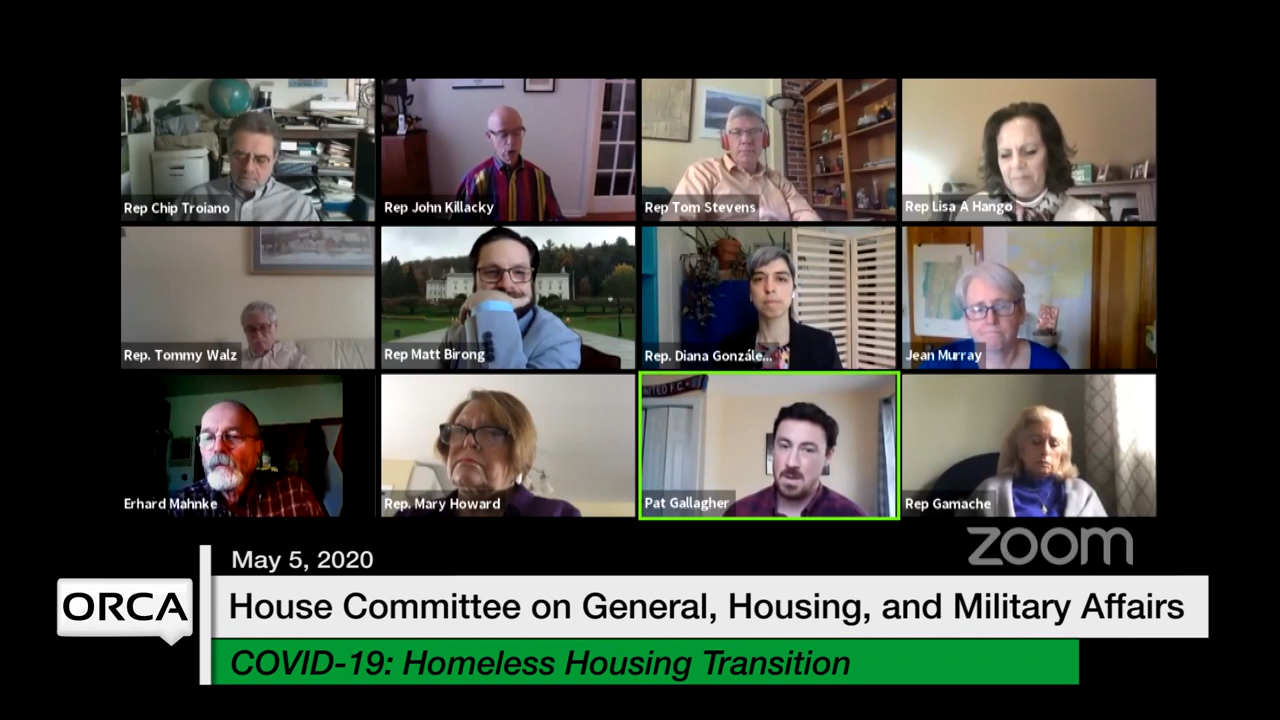 Rep Chip Troiano
Rep John Killacky
Rep Tom Stevens
Rep Lisa A Hango
Rep. Tommy Walz
Rep Matt Birong
Rep. Diana Gonzále...
Jean Murray
NITED F.C.
Erhard Mahnke
Rep. Mary Howard
Pat Gallagher
Rep Gamache
zoom
May 5, 2020
ORCA
House Committee on General, Housing, and Military Affairs
COVID-19: Homeless Housing Transition